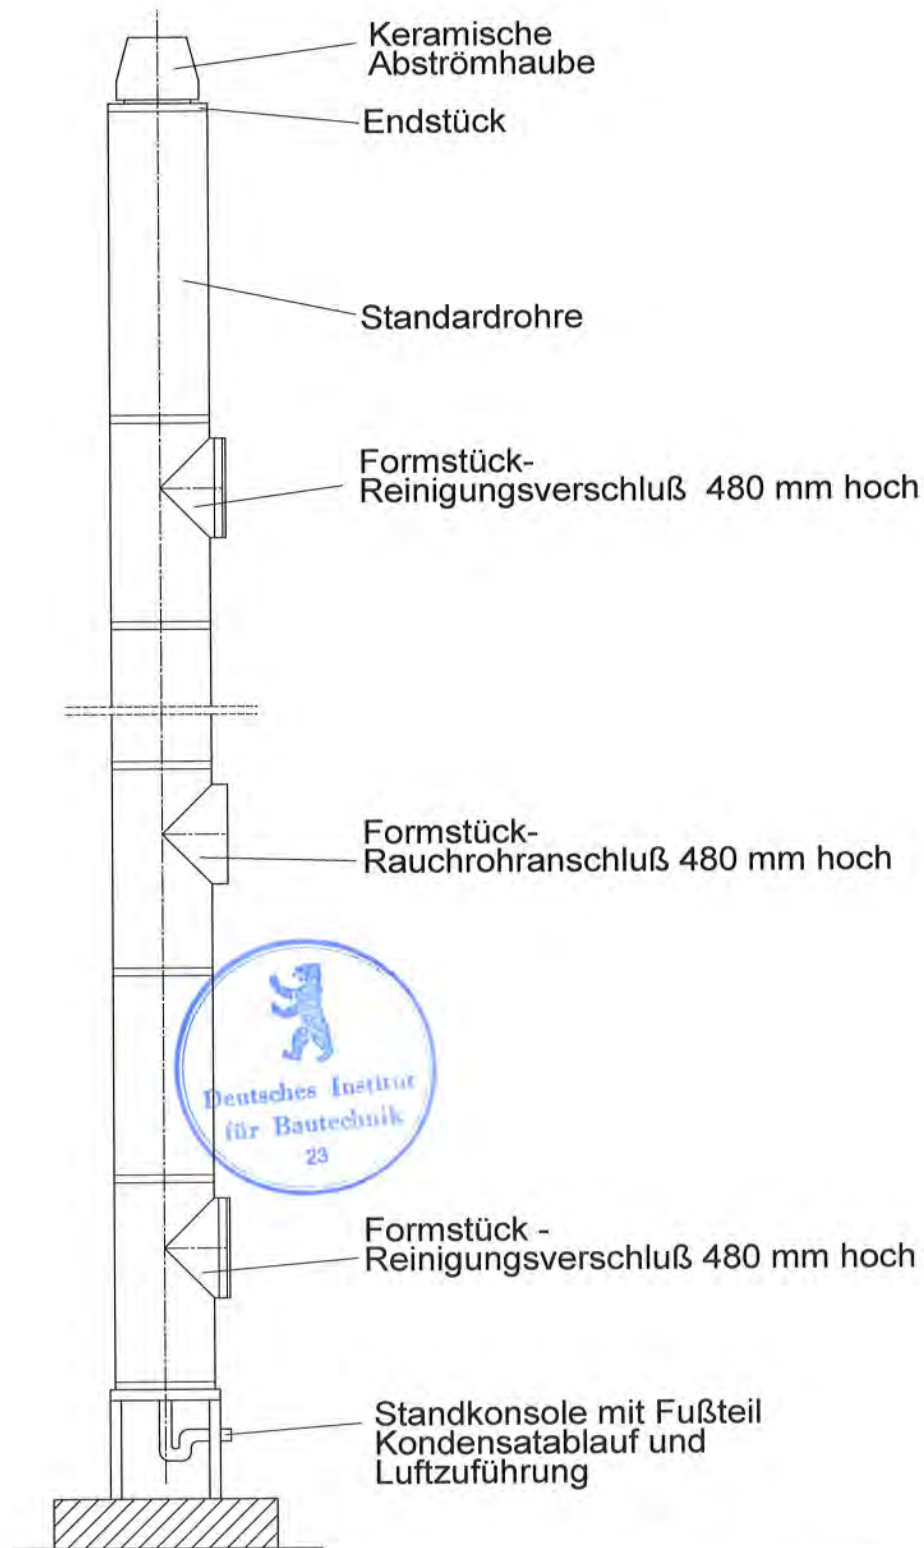 Keramische
Abströmhaube
Endstück
Standardrohre
Formstück-
Reinigungsverschluß 480 mm hoch
Formstück-
Rauchrohranschluß 480 mm hoch
Deutsches Institut
für Bautechnik
23
Formstück -
Reinigungsverschluß 480 mm hoch
Standkonsole mit Fußteil
Kondensatablauf und
Luftzuführung